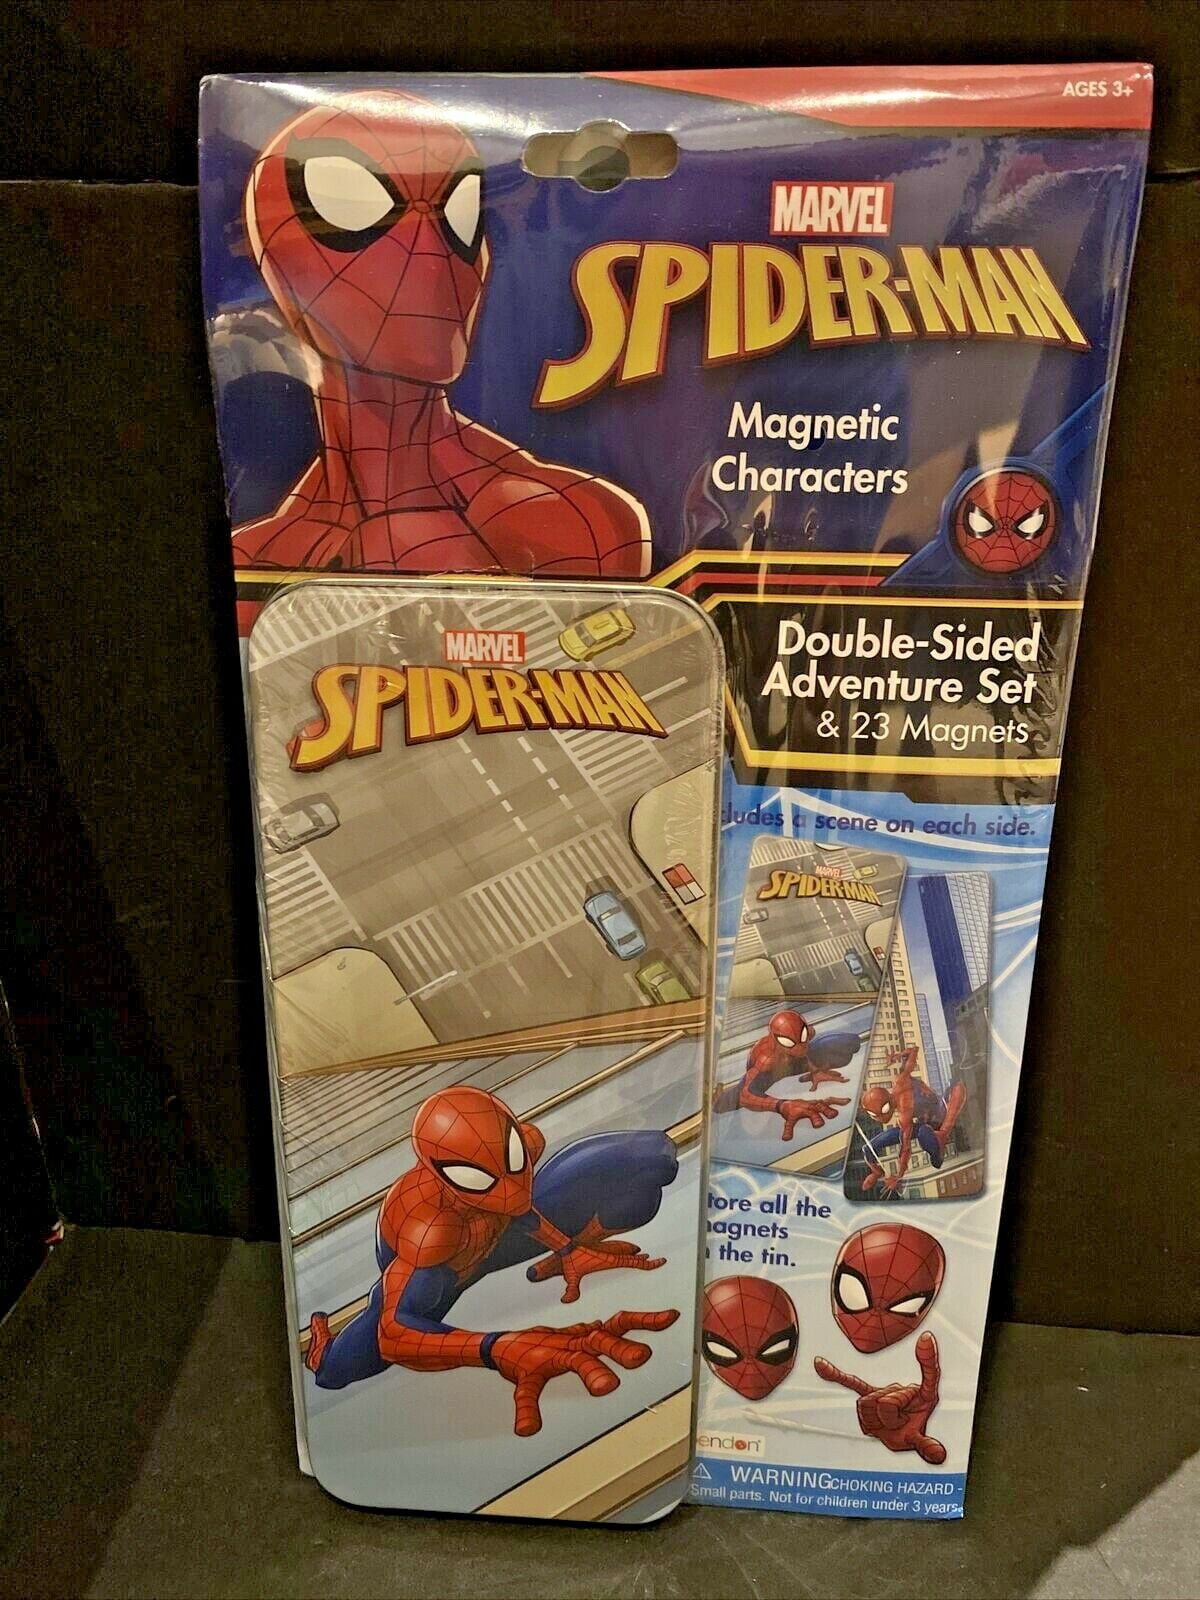 AGES 3+
MARVEL
SPIDER-MAN
Magnetic
Characters
Double-Sided
Adventure Set
& 23 Magnets
MARVEL
SPIDER-MAN
cludes a scene on each side.
MARVEL
SPIDER-MAN
tore all the
agnets
the tin.
endon
WARNING CHOKING HAZARD -
Small parts. Not for children under 3 years.